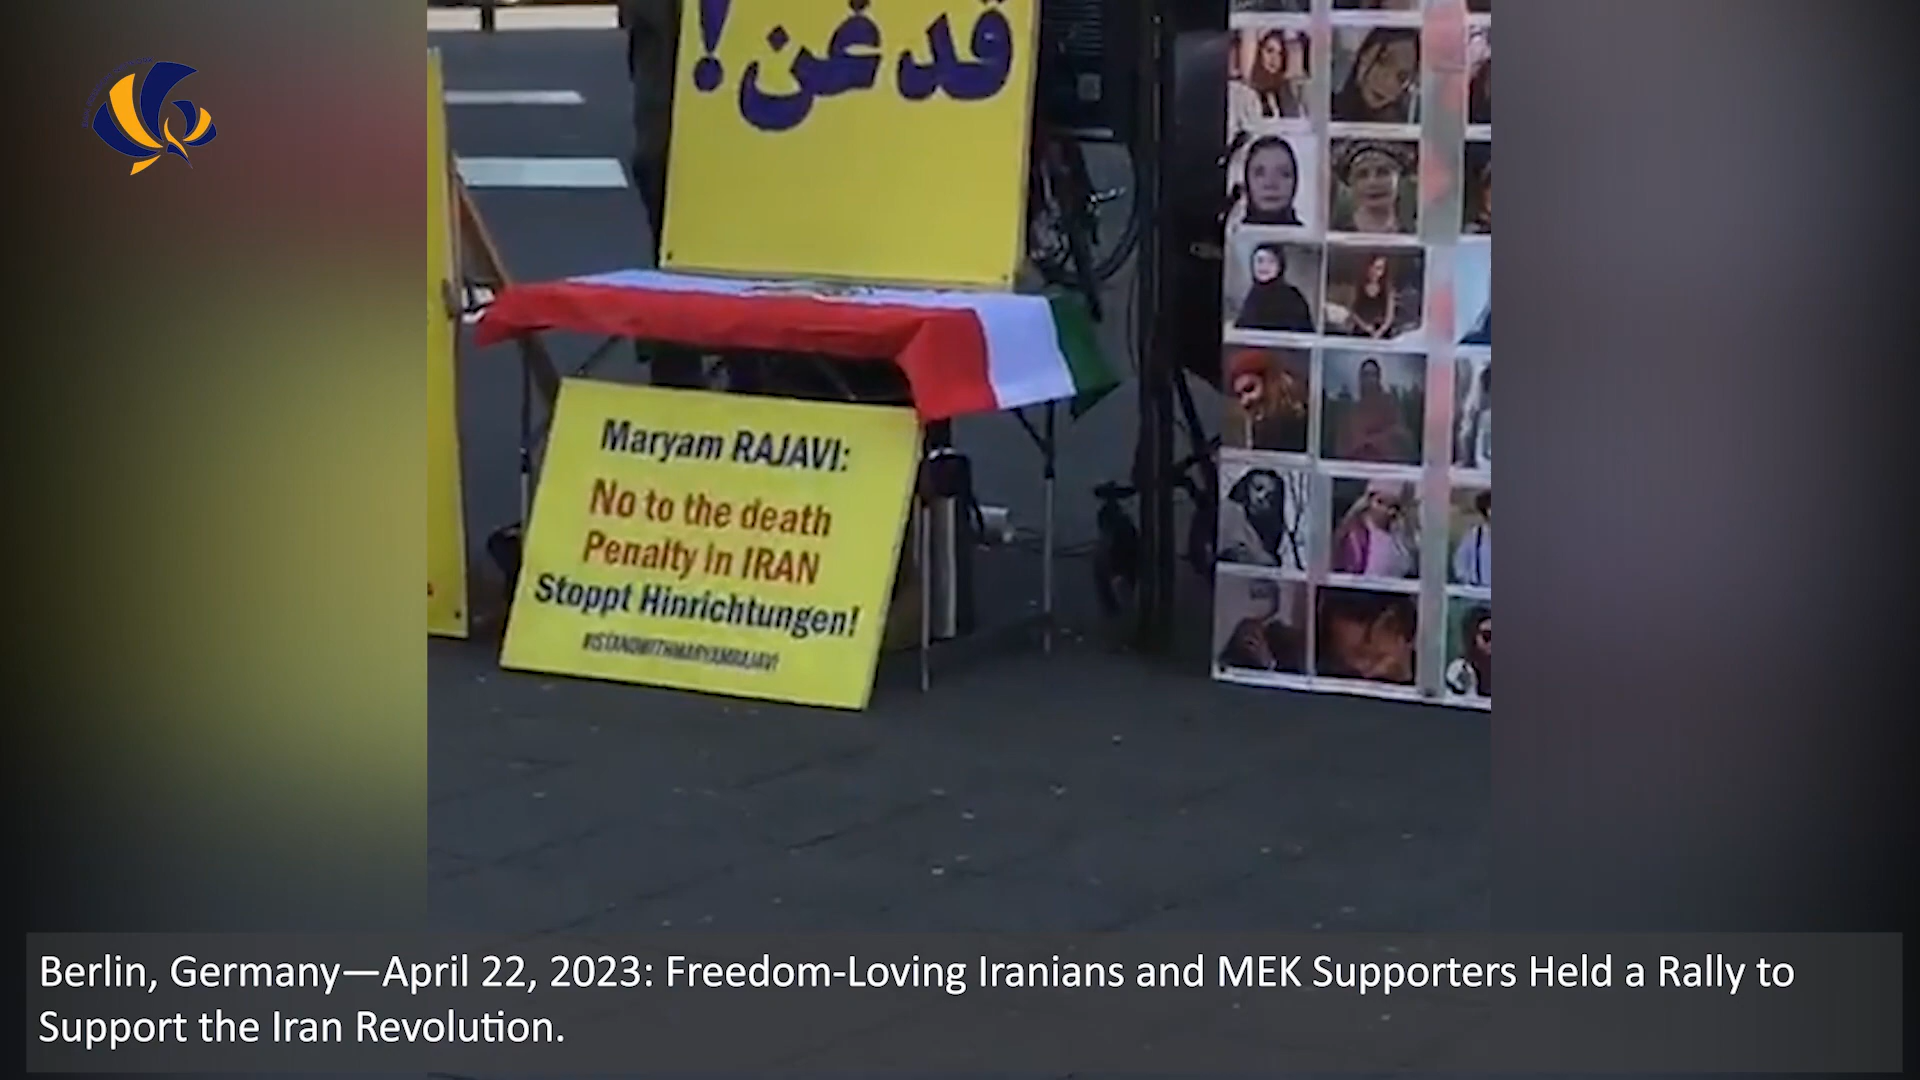 قدغن!
Maryam RAJAVI:
No to the death
Penalty in IRAN
Stoppt Hinrichtungen!
#ISTANDWITHMARYAMRAJAVI
Berlin, Germany—April 22, 2023: Freedom-Loving Iranians and MEK Supporters Held a Rally to
Support the Iran Revolution.